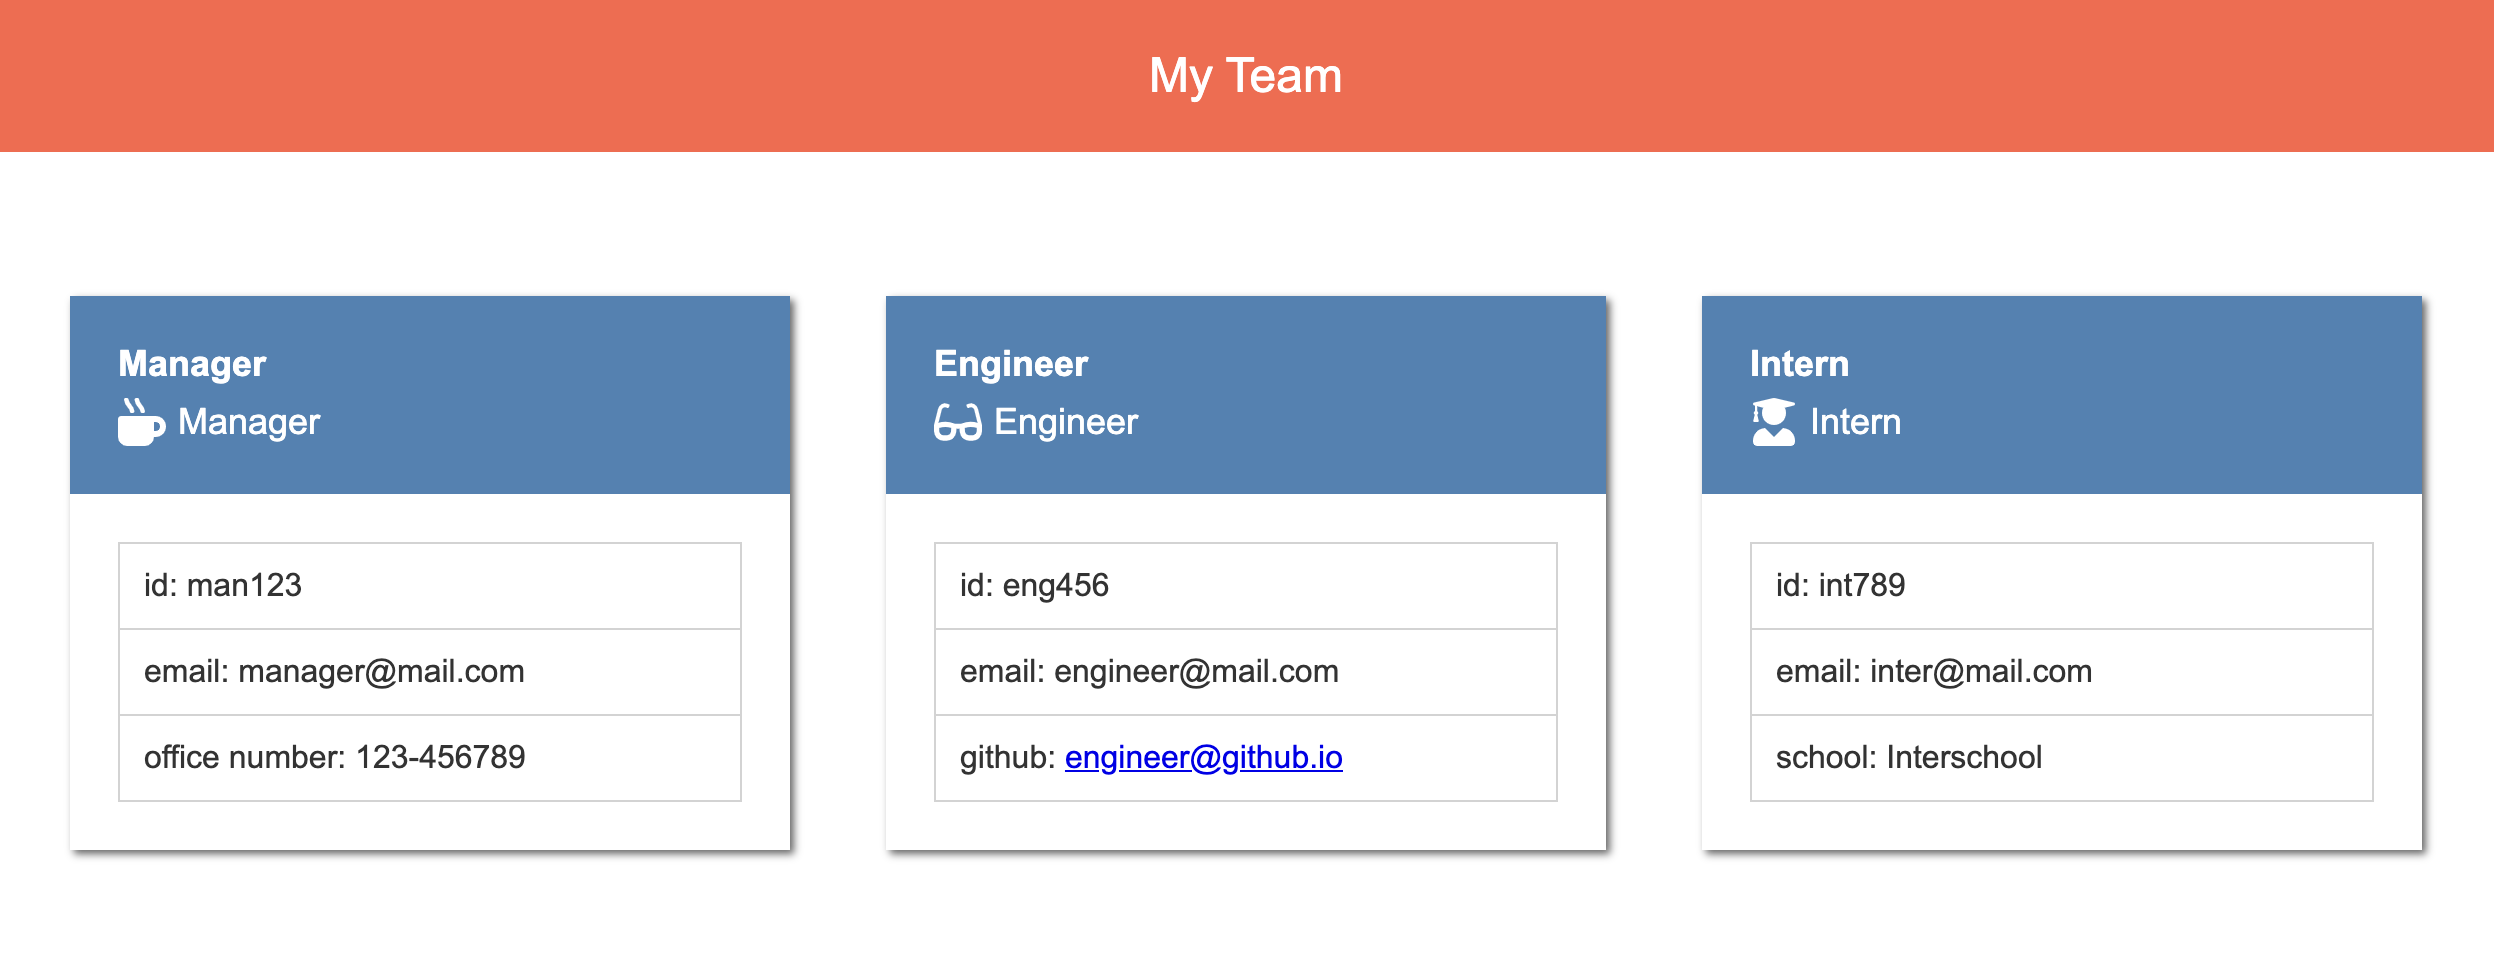 My Team
Manager
Manager
id: man123
email: manager@mail.com
office number: 123-456789
Engineer
Engineer
id: eng456
email: engineer@mail.com
github: engineer@github.io
Intern
Intern
id: int789
email: inter@mail.com
school: Interschool